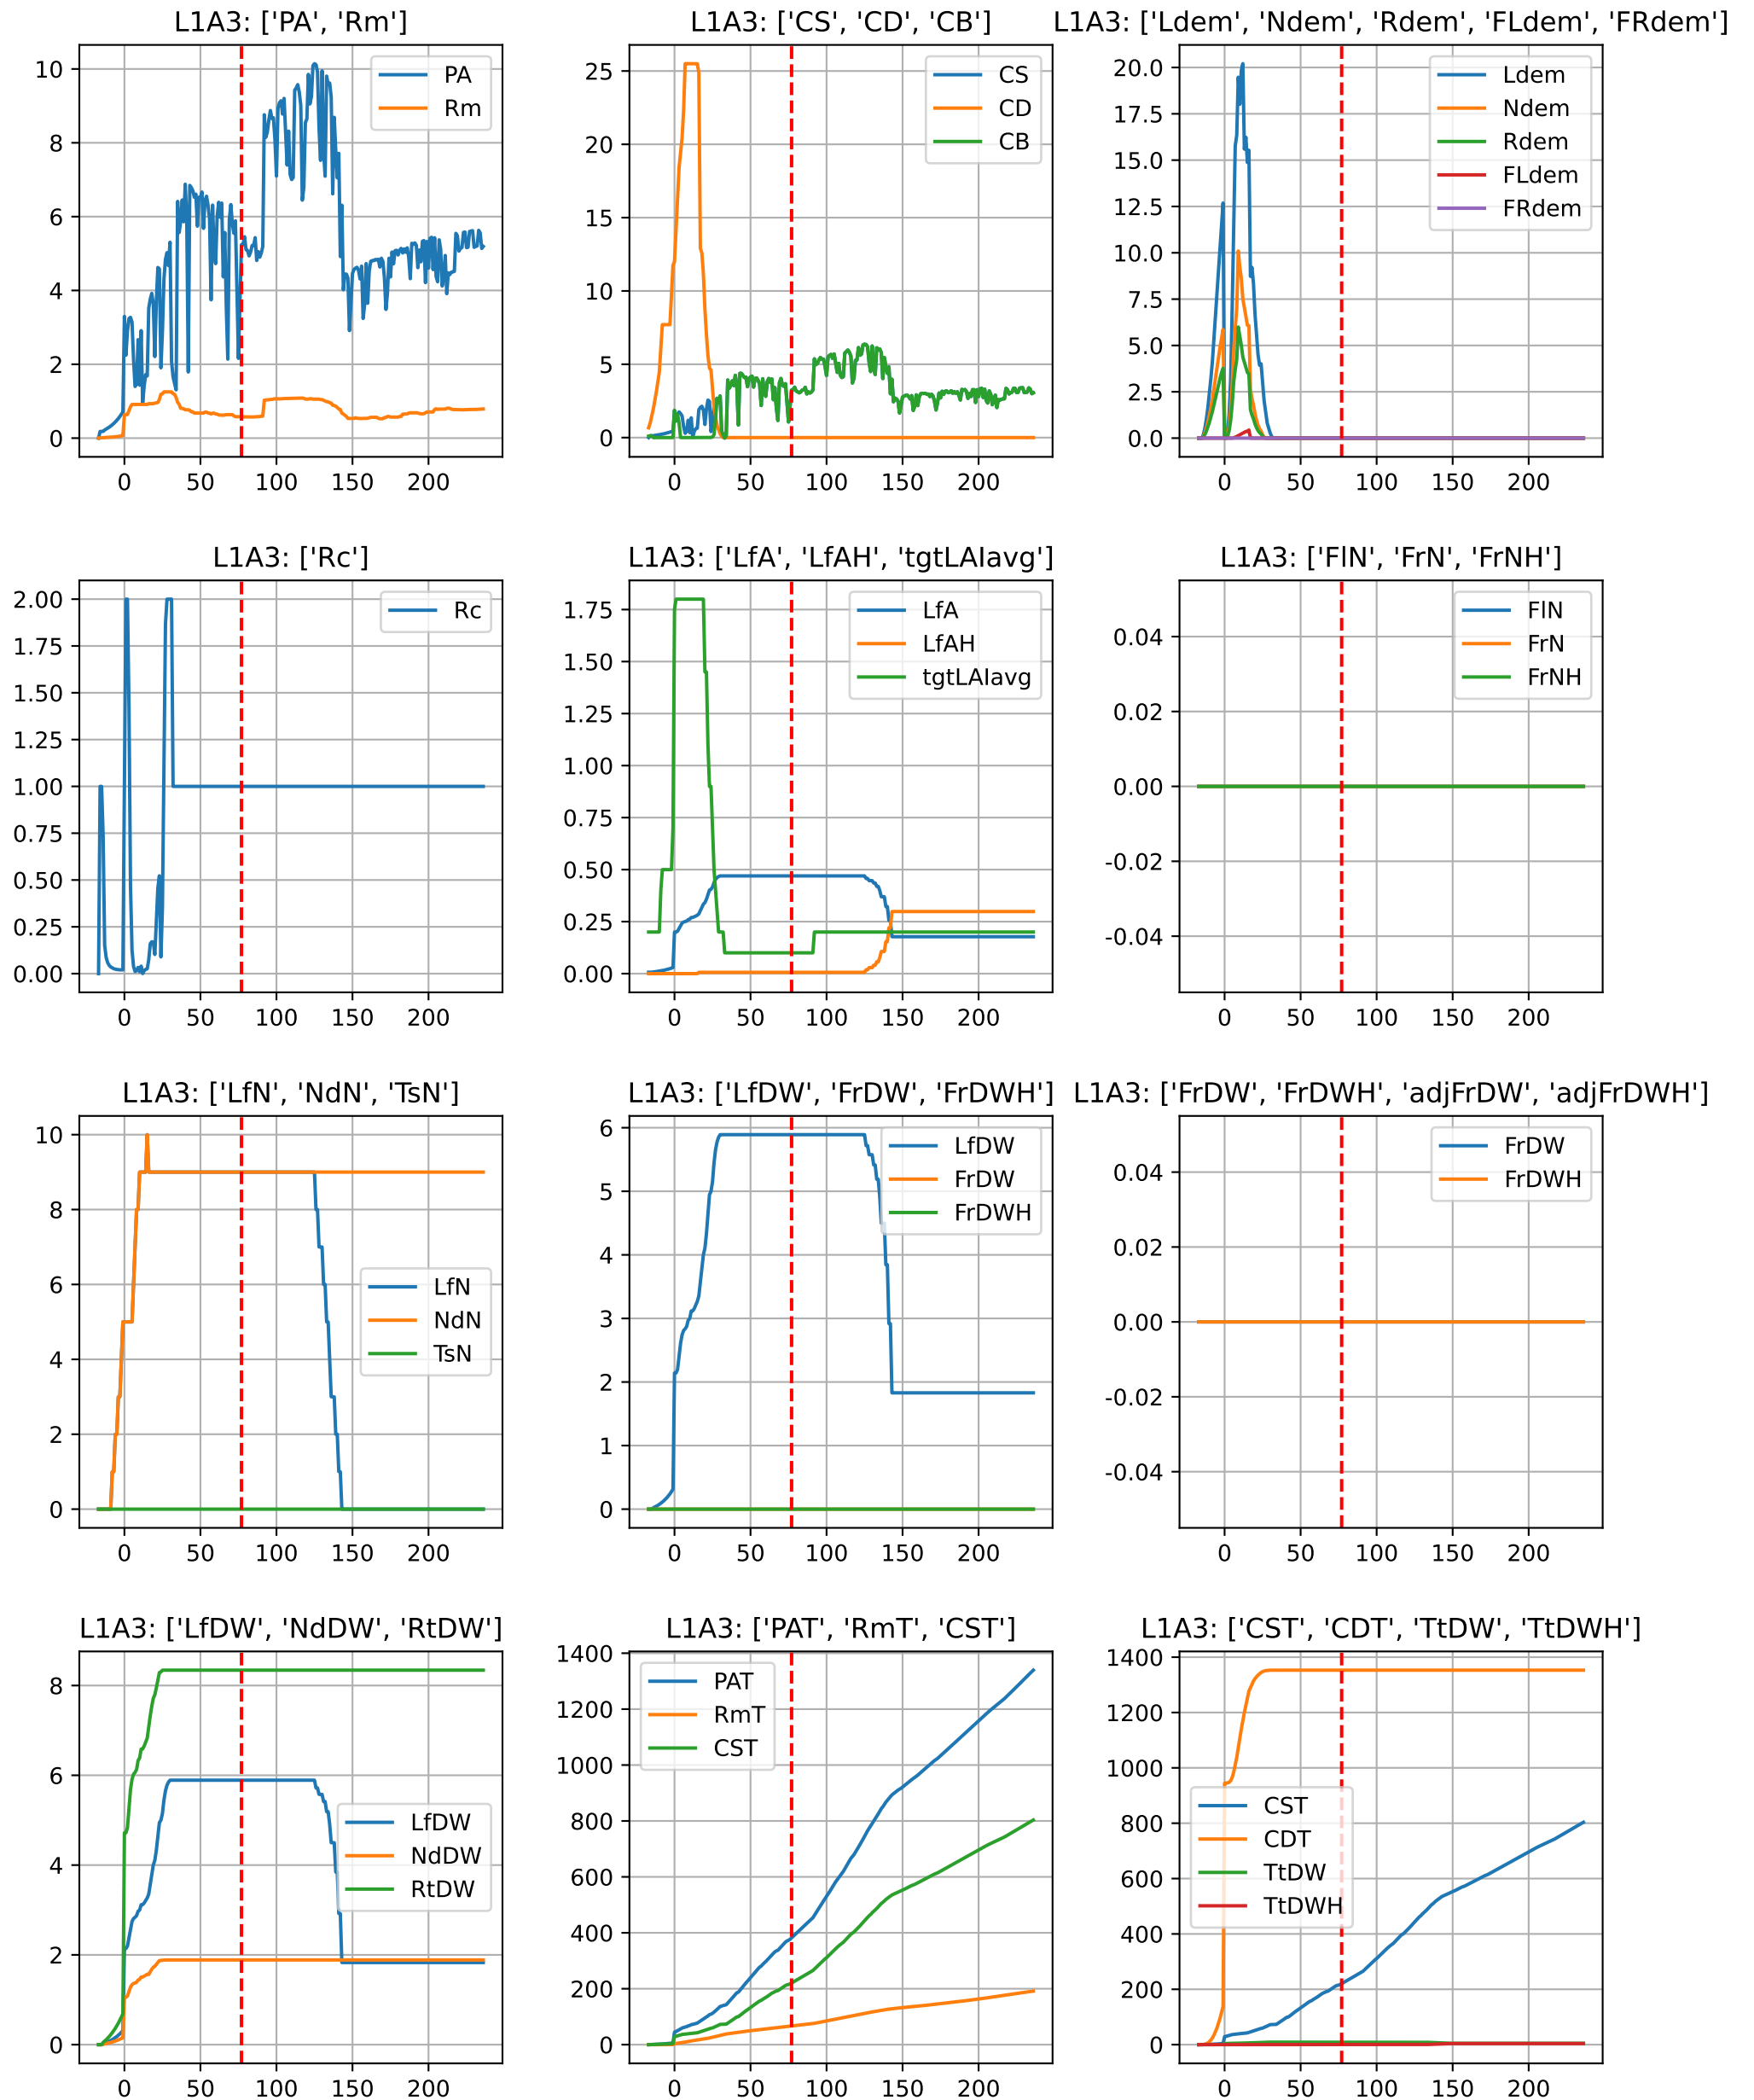 L1A3: ['PA', 'Rm']
10
8
6
4
2
0
0 50 100 150 200
PA
Rm
L1A3: ['CS', 'CD', 'CB']
25
20
15
10
5
0
0 50 100 150 200
CS
CD
CB
L1A3: ['Ldem', 'Ndem', 'Rdem', 'FLdem', 'FRdem']
20.0
17.5
15.0
12.5
10.0
7.5
5.0
2.5
0.0
0 50 100 150 200
Ldem
Ndem
Rdem
FLdem
FRdem
L1A3: ['Rc']
2.00
1.75
1.50
1.25
1.00
0.75
0.50
0.25
0.00
0 50 100 150 200
Rc
L1A3: ['LfA', 'LfAH', 'tgtLAIavg']
1.75
1.50
1.25
1.00
0.75
0.50
0.25
0.00
0 50 100 150 200
LfA
LfAH
tgtLAIavg
L1A3: ['FlN', 'FrN', 'FrNH']
0.04
0.02
0.00
-0.02
-0.04
0 50 100 150 200
FlN
FrN
FrNH
L1A3: ['LfN', 'NdN', 'TsN']
10
8
6
4
2
0
0 50 100 150 200
LfN
NdN
TsN
L1A3: ['LfDW', 'FrDW', 'FrDWH']
6
5
4
3
2
1
0
0 50 100 150 200
LfDW
FrDW
FrDWH
L1A3: ['FrDW', 'FrDWH', 'adjFrDW', 'adjFrDWH']
0.04
0.02
0.00
-0.02
-0.04
0 50 100 150 200
FrDW
FrDWH
L1A3: ['LfDW', 'NdDW', 'RtDW']
8
6
4
2
0
0 50 100 150 200
LfDW
NdDW
RtDW
L1A3: ['PAT', 'RmT', 'CST']
1400
1200
1000
800
600
400
200
0
0 50 100 150 200
PAT
RmT
CST
L1A3: ['CST', 'CDT', 'TtDW', 'TtDWH']
1400
1200
1000
800
600
400
200
0
0 50 100 150 200
CST
CDT
TtDW
TtDWH